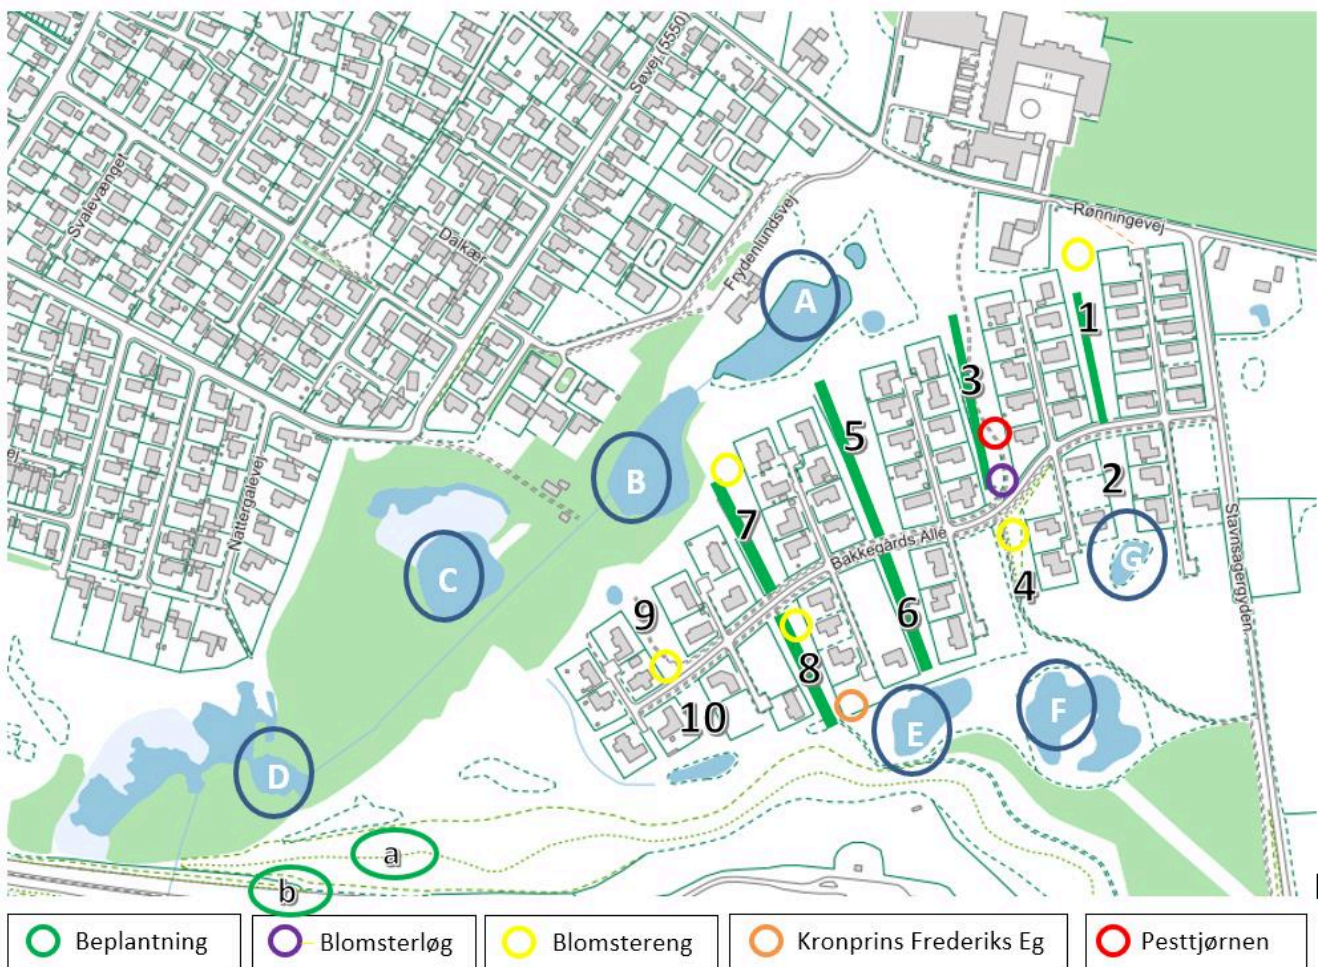 Søvej (5550)
Svalevænget
Dalkær
Frydenlundsvej
Rønningevej
A
1
3
5
B
7
2
Nattergalevej
Stavnsagergyden
Bakkegårds Allé
C
G
4
9
6
8
10
F
E
D
a
b
Beplantning
Blomsterløg
Blomstereng
Kronprins Frederiks Eg
Pesttjørnen